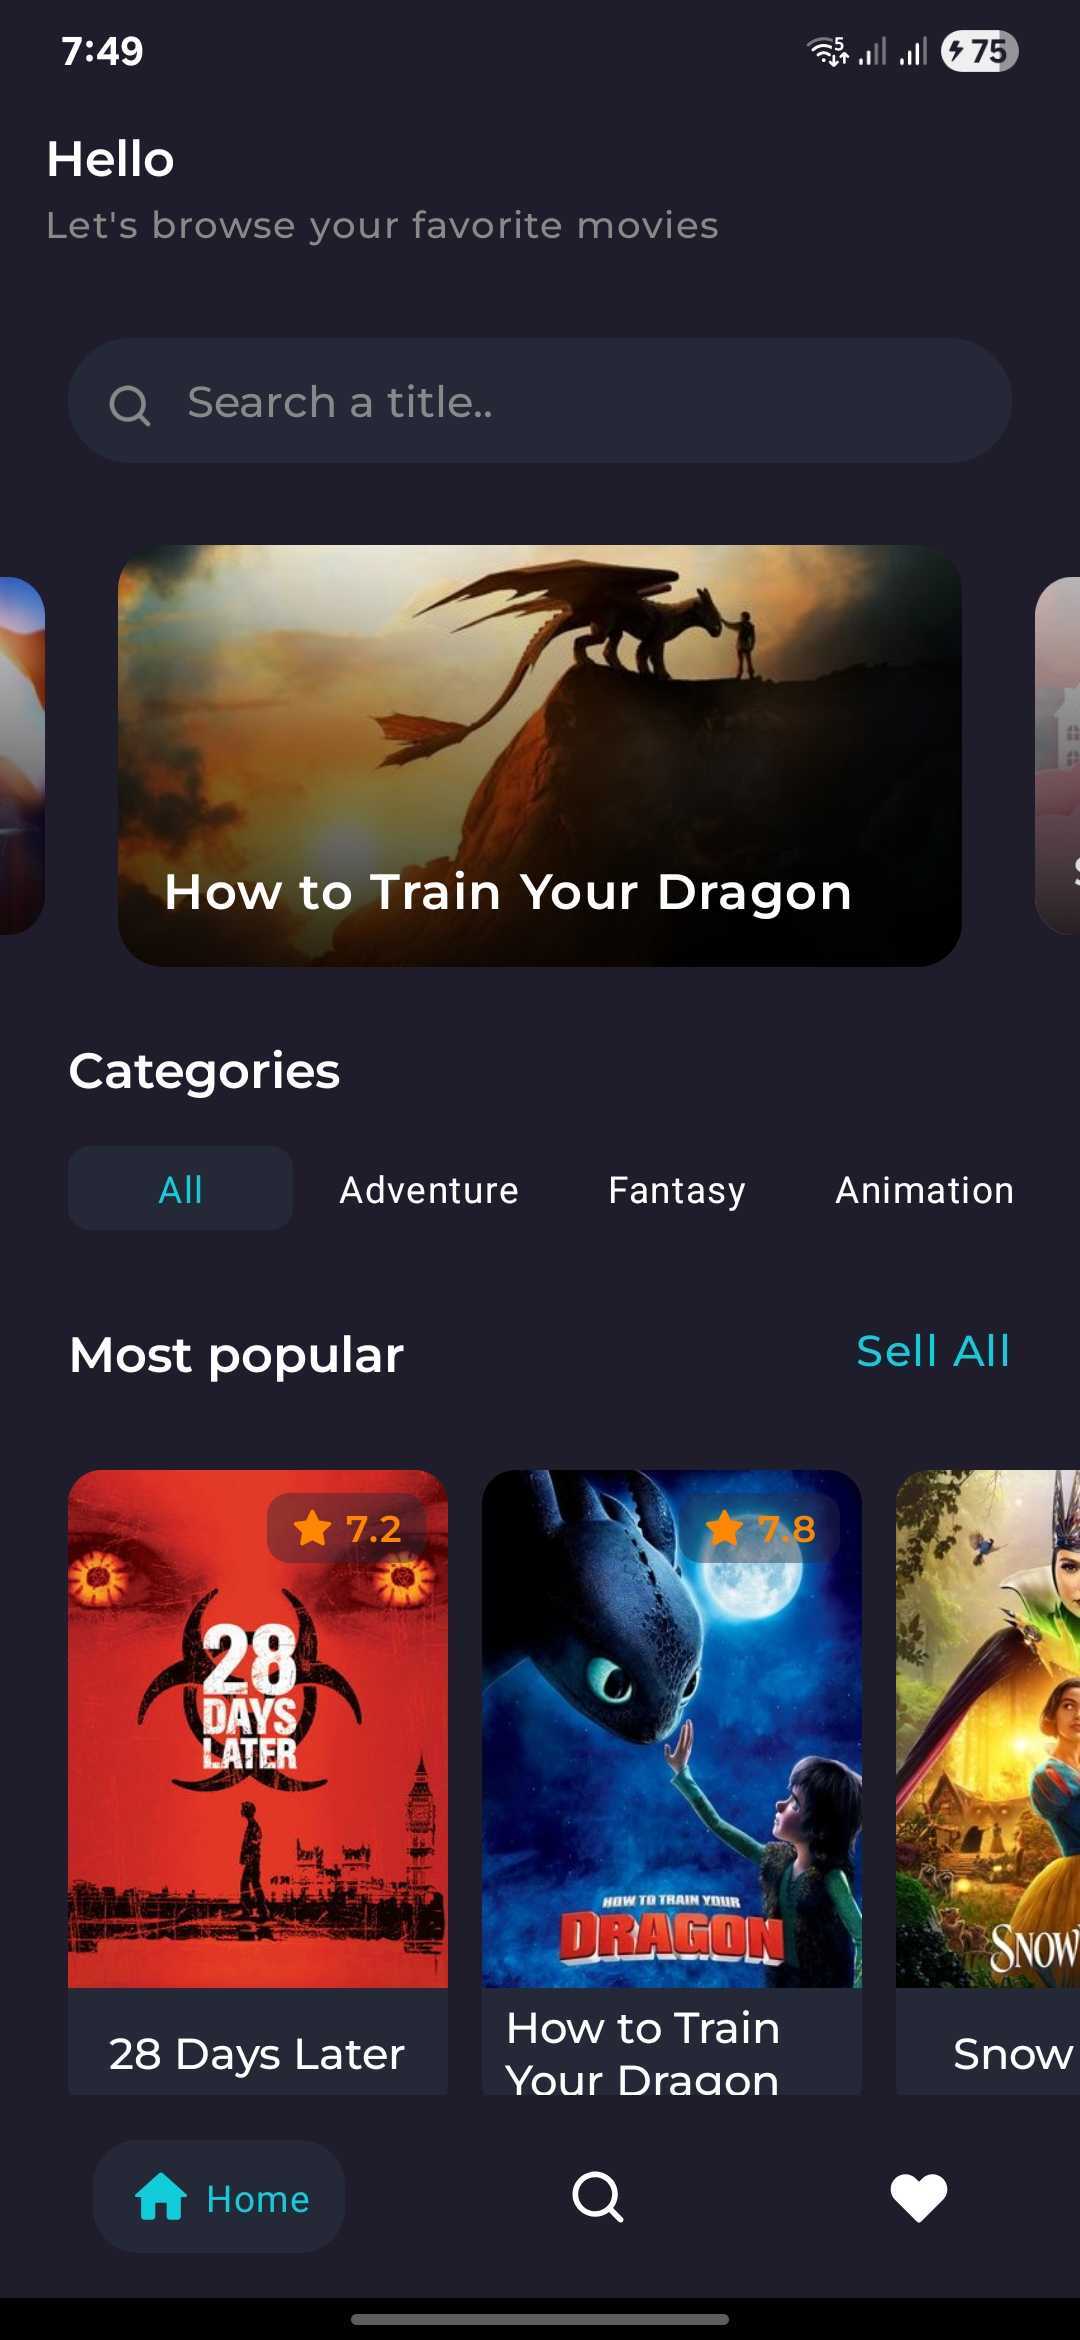 7:49
5
75
Hello
Let's browse your favorite movies
Search a title..
How to Train Your Dragon
Categories
All Adventure Fantasy Animation
Most popular Sell All
7.2
28
DAYS
LATER
28 Days Later
7.8
HOW TO TRAIN YOUR
DRAGON
How to Train
Your Dragon
SNOW
Snow
Home